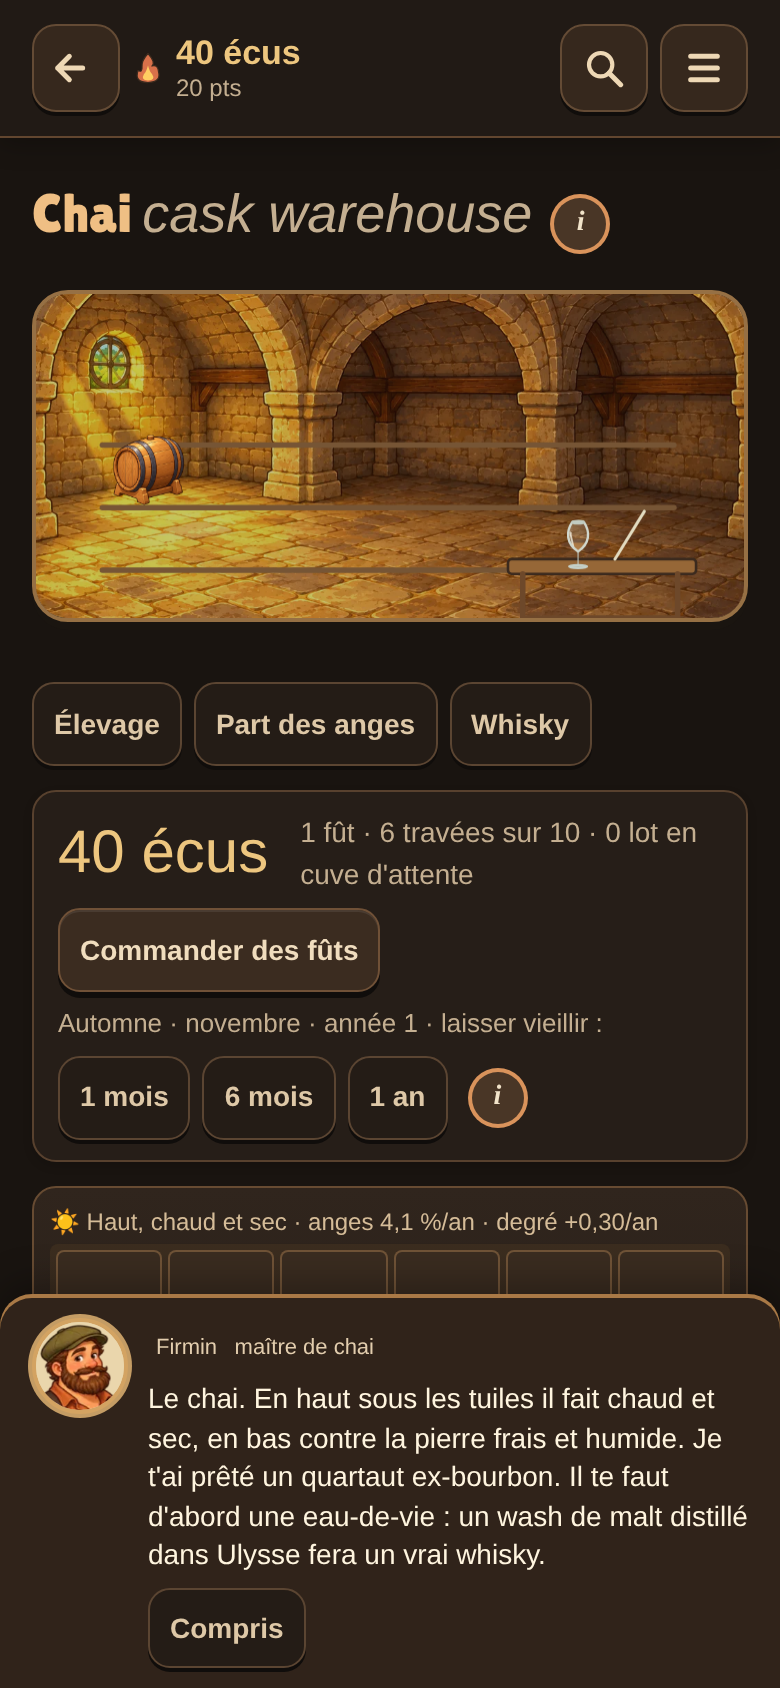 40 écus
20 pts
Chai cask warehouse i
Élevage Part des anges Whisky
40 écus
1 fût · 6 travées sur 10 · 0 lot en
cuve d'attente
Commander des fûts
Automne · novembre · année 1 · laisser vieillir :
1 mois 6 mois 1 an i
Haut, chaud et sec · anges 4,1 %/an · degré +0,30/an
Firmin maître de chai
Le chai. En haut sous les tuiles il fait chaud et
sec, en bas contre la pierre frais et humide. Je
t'ai prêté un quartaut ex-bourbon. Il te faut
d'abord une eau-de-vie : un wash de malt distillé
dans Ulysse fera un vrai whisky.
Compris